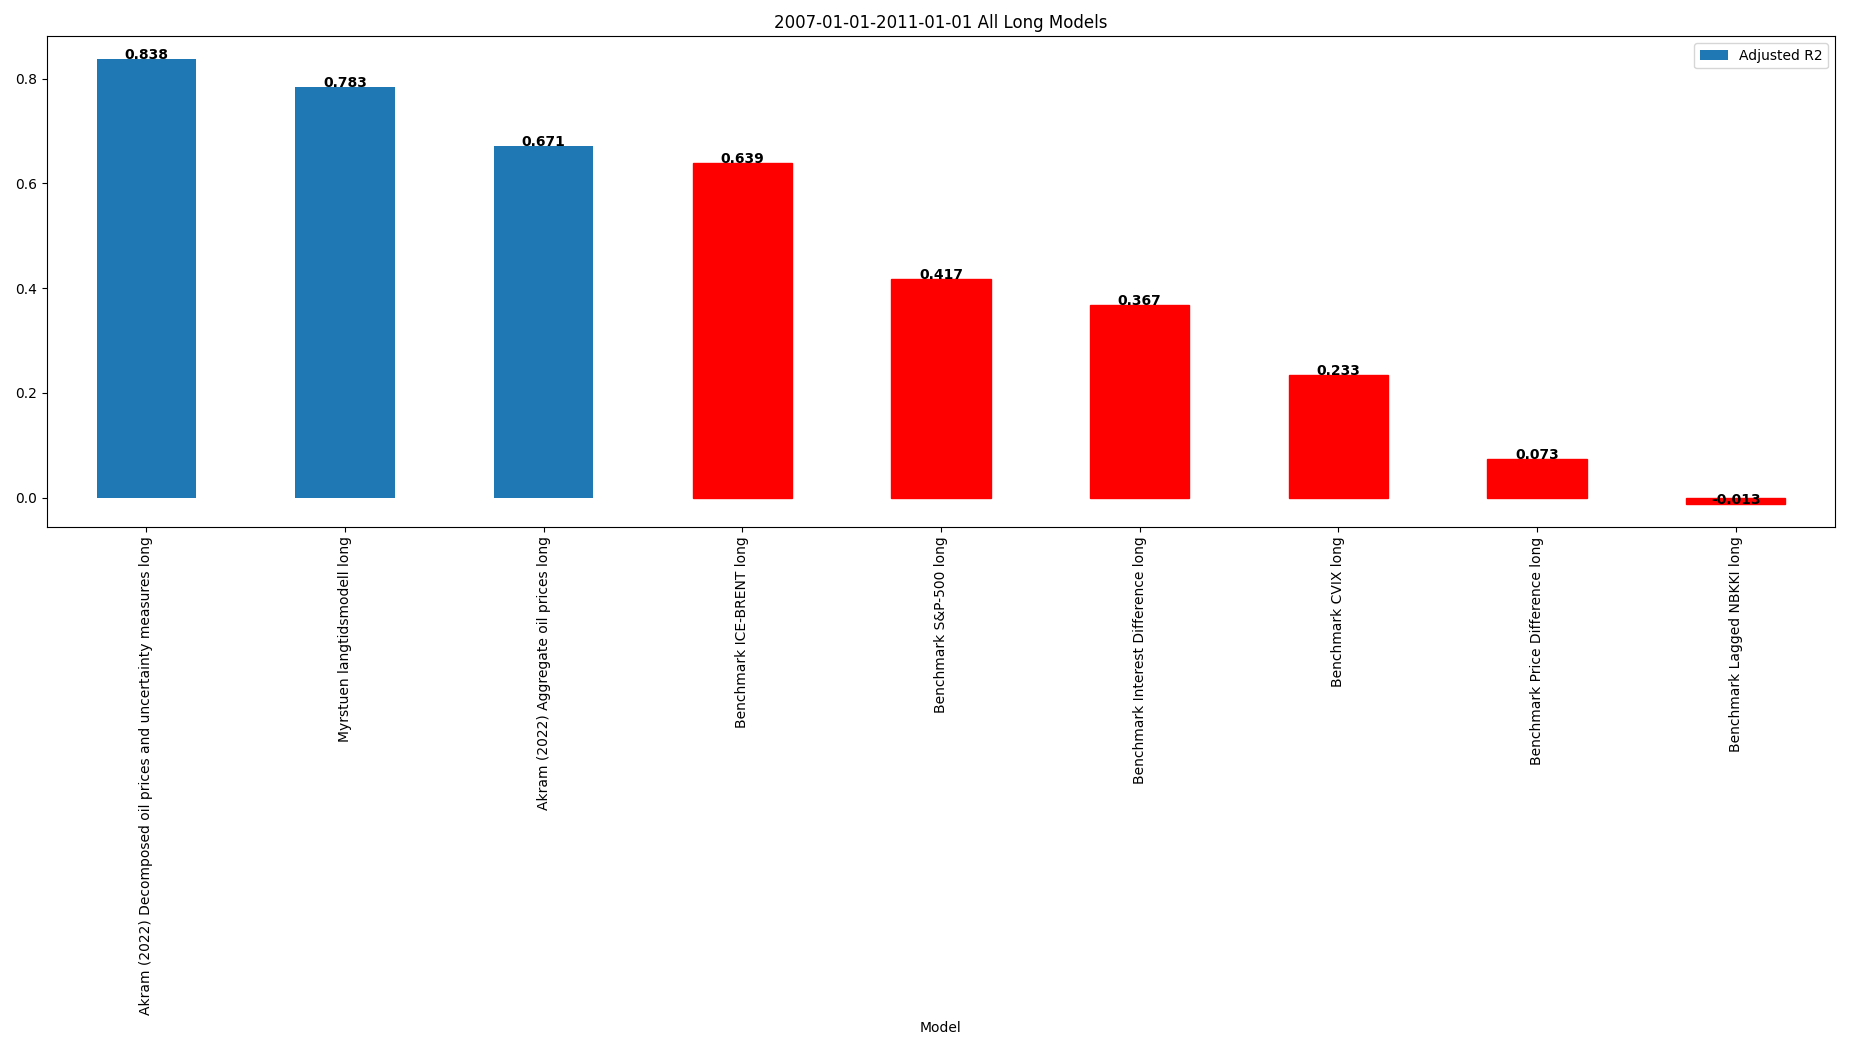 2007-01-01-2011-01-01 All Long Models
Adjusted R2
0.838
0.783
0.671
0.639
0.417
0.367
0.233
0.073
-0.013
0.8
0.6
0.4
0.2
0.0
Akram (2022) Decomposed oil prices and uncertainty measures long
Myrstuen langtidsmodell long
Akram (2022) Aggregate oil prices long
Benchmark ICE-BRENT long
Benchmark S&P-500 long
Benchmark Interest Difference long
Benchmark CVIX long
Benchmark Price Difference long
Benchmark Lagged NBKKI long
Model